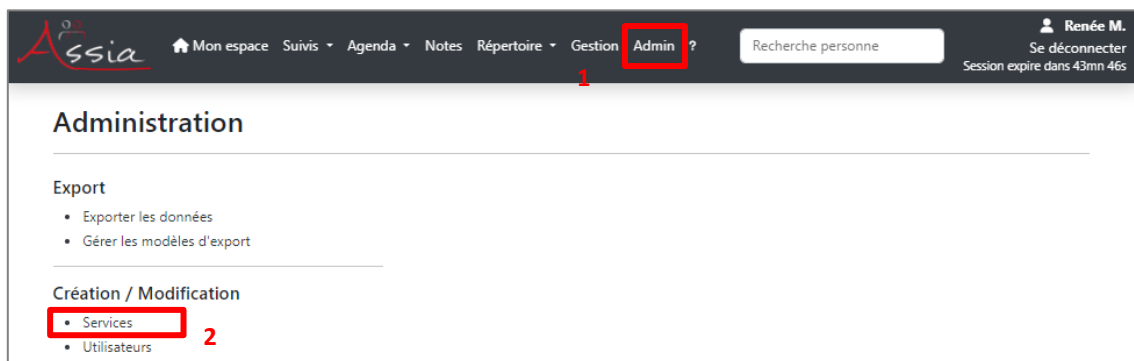 Assia
Mon espace Suivis Agenda Notes Répertoire Gestion Admin ?
1
Recherche personne
Renée M.
Se déconnecter
Session expire dans 43mn 46s
Administration
Export
• Exporter les données
• Gérer les modèles d'export
Création / Modification
• Services
2
• Utilisateurs